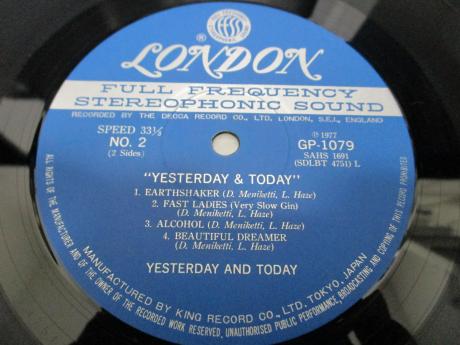 ®
LONDON
FULL FREQUENCY
STEREOPHONIC SOUND
RECORDED BY THE DECCA RECORD CO., LTD., LONDON, S.E.I., ENGLAND
SPEED 33⅓
NO. 2
(2 Sides)
℗ 1977
GP-1079
SAHS 1691
(SDLBT 4751) L
"YESTERDAY & TODAY"
1. EARTHSHAKER (D. Meniketti, L. Haze)
2. FAST LADIES (Very Slow Gin)
(D. Meniketti, L. Haze)
3. ALCOHOL (D. Meniketti, L. Haze)
4. BEAUTIFUL DREAMER
(D. Meniketti, L. Haze)
YESTERDAY AND TODAY
MANUFACTURED BY KING RECORD CO., LTD. TOKYO, JAPAN
ALL RIGHTS OF THE MANUFACTURER AND OF THE OWNER OF THE RECORDED WORK RESERVED, UNAUTHORISED PUBLIC PERFORMANCE BROADCASTING AND COPYING OF THIS RECORD PROHIBITED